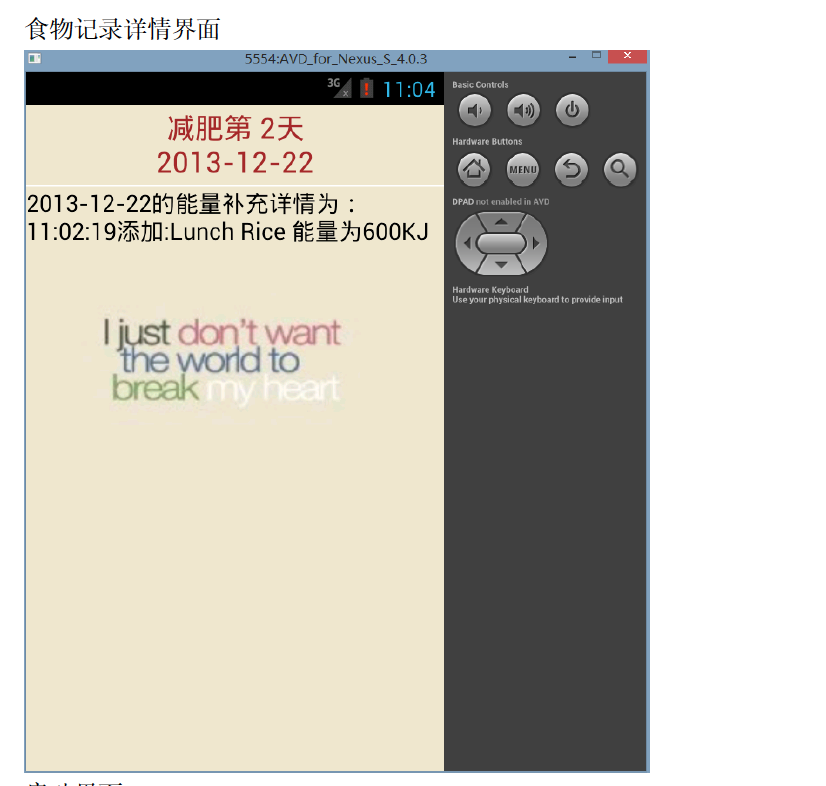 食物记录详情界面
5554:AVD_for_Nexus_S_4.0.3
3G
11:04
Basic Controls
减肥第 2天
2013-12-22
Hardware Buttons
MENU
2013-12-22的能量补充详情为：
11:02:19添加:Lunch Rice 能量为600KJ
DPAD not enabled in AVD
Hardware Keyboard
Use your physical keyboard to provide input
I just don't want
the world to
break my heart